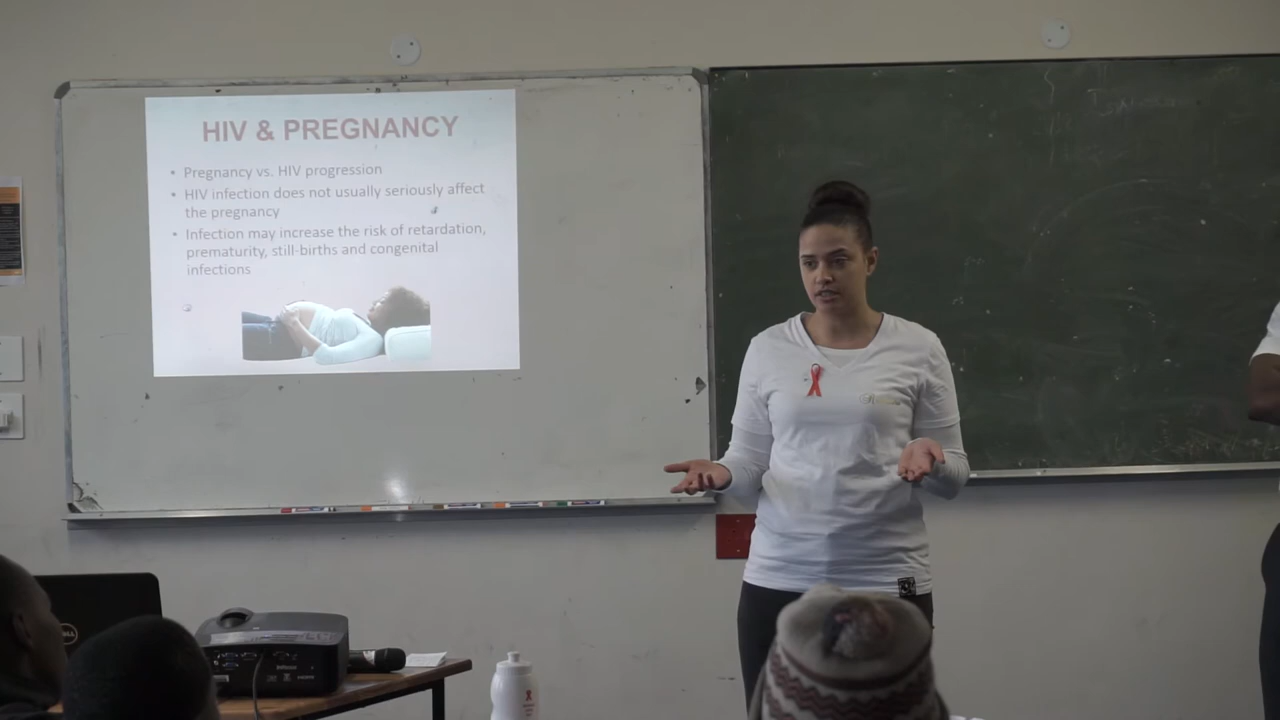 HIV & PREGNANCY
• Pregnancy vs. HIV progression
• HIV infection does not usually seriously affect
the pregnancy
• Infection may increase the risk of retardation,
prematurity, still-births and congenital
infections
DELL